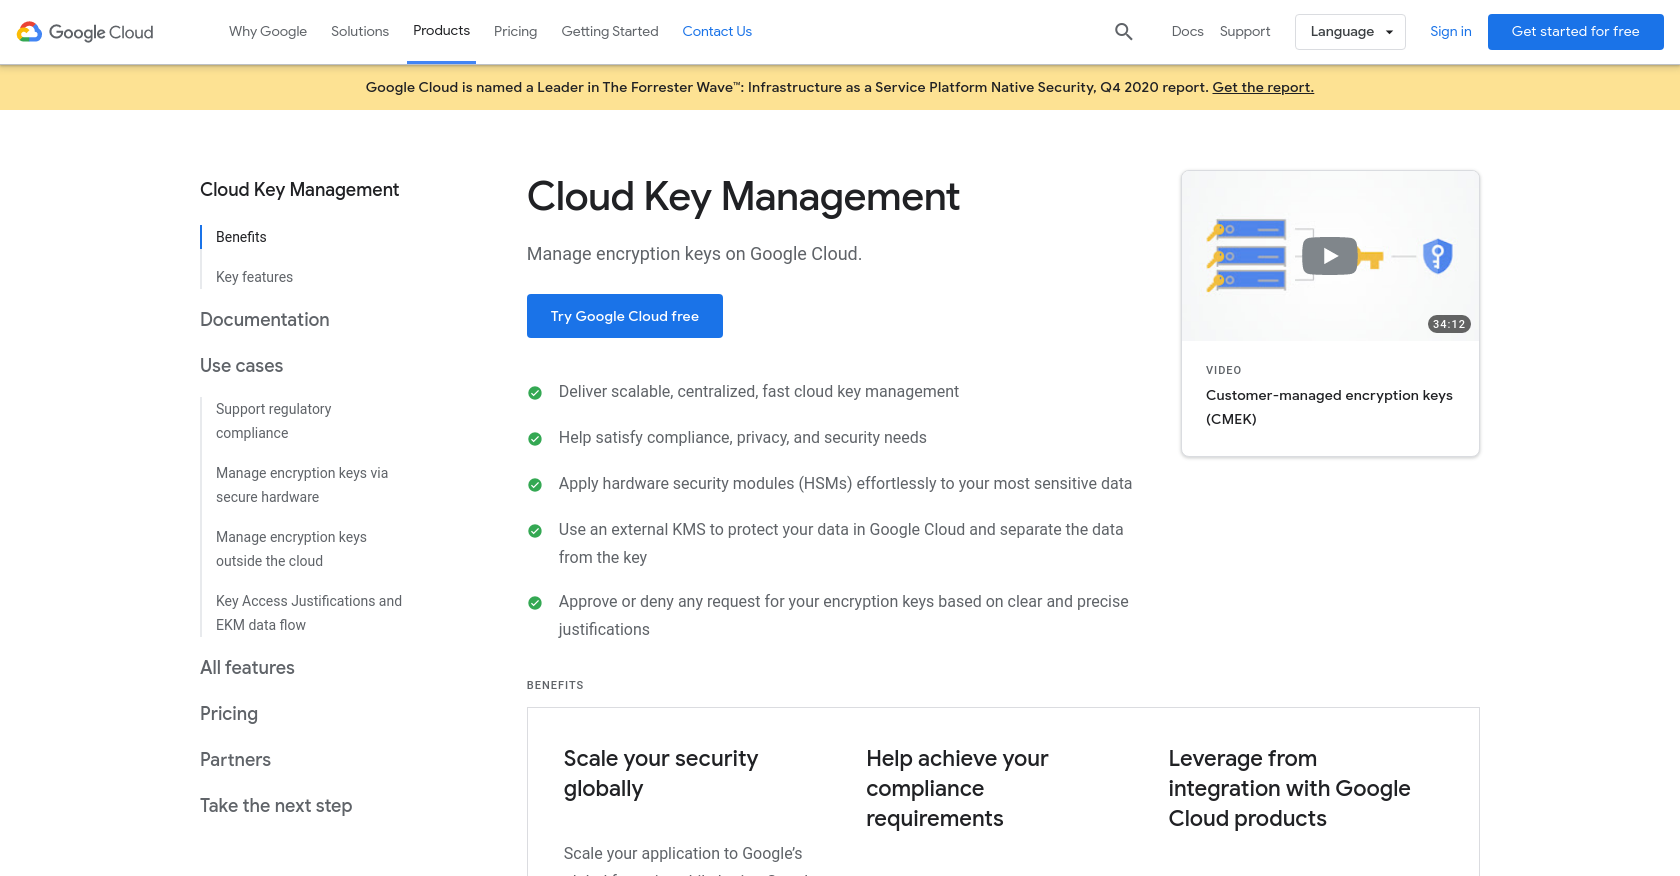 Google Cloud
Why Google
Solutions
Products
Pricing
Getting Started
Contact Us
Docs
Support
Language
Sign in
Get started for free
Google Cloud is named a Leader in The Forrester Wave™: Infrastructure as a Service Platform Native Security, Q4 2020 report. Get the report.
Cloud Key Management
Benefits
Key features
Documentation
Use cases
Support regulatory
compliance
Manage encryption keys via
secure hardware
Manage encryption keys
outside the cloud
Key Access Justifications and
EKM data flow
All features
Pricing
Partners
Take the next step
Cloud Key Management
Manage encryption keys on Google Cloud.
Try Google Cloud free
Deliver scalable, centralized, fast cloud key management
Help satisfy compliance, privacy, and security needs
Apply hardware security modules (HSMs) effortlessly to your most sensitive data
Use an external KMS to protect your data in Google Cloud and separate the data
from the key
Approve or deny any request for your encryption keys based on clear and precise
justifications
34:12
VIDEO
Customer-managed encryption keys
(CMEK)
BENEFITS
Scale your security
globally
Scale your application to Google’s
Help achieve your
compliance
requirements
Leverage from
integration with Google
Cloud products